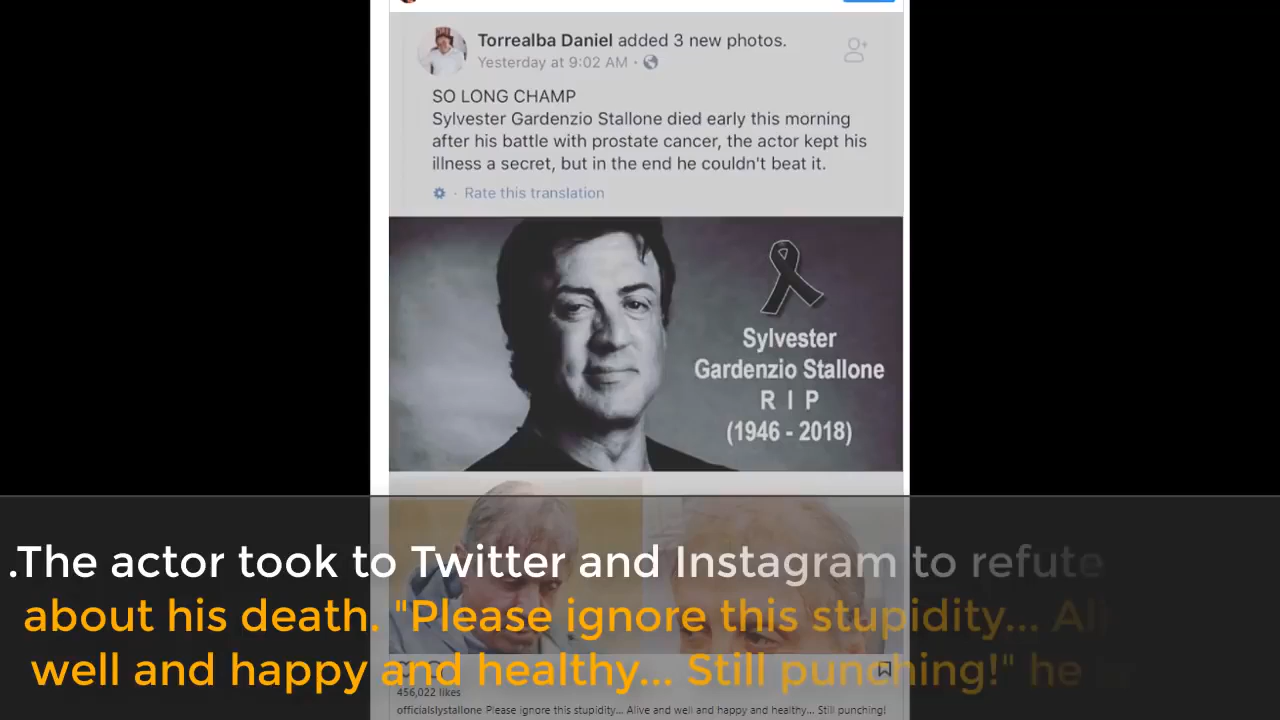 Torrealba Daniel added 3 new photos.
Yesterday at 9:02 AM ·
SO LONG CHAMP
Sylvester Gardenzio Stallone died early this morning
after his battle with prostate cancer, the actor kept his
illness a secret, but in the end he couldn't beat it.
· Rate this translation
Sylvester
Gardenzio Stallone
R I P
(1946 - 2018)
.The actor took to Twitter and Instagram to refute
about his death. "Please ignore this stupidity... Ali
well and happy and healthy... Still punching!" he
456,022 likes
officialslystallone Please ignore this stupidity... Alive and well and happy and healthy... Still punching!